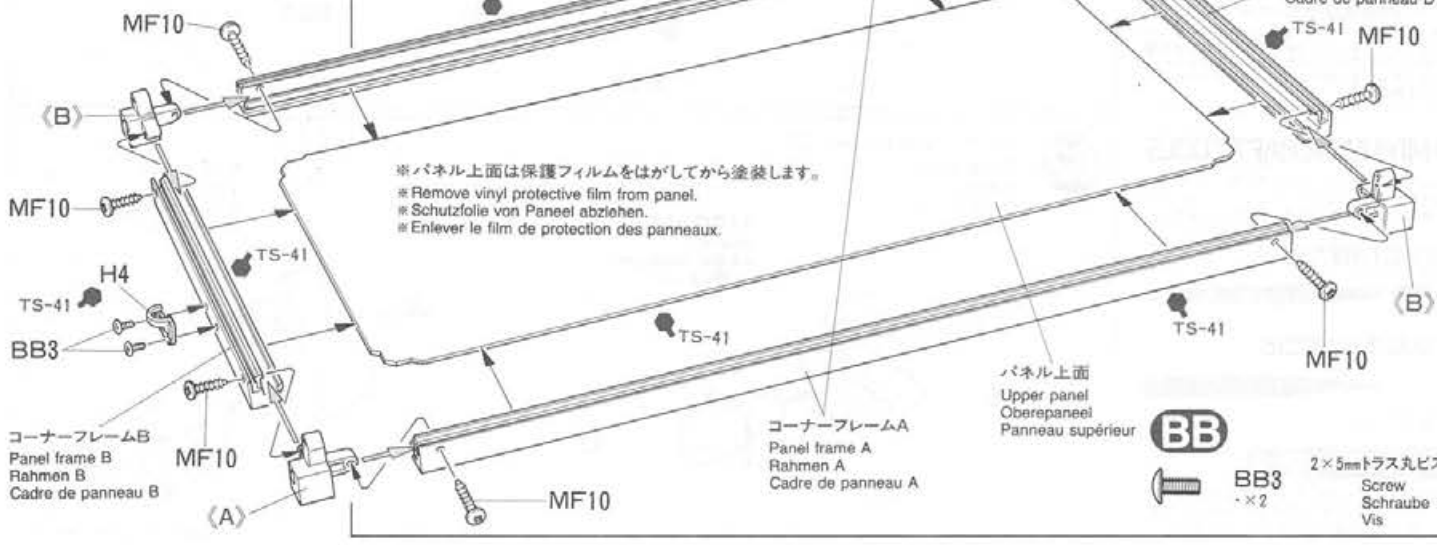 MF10
Cadre de panneau B
TS-41
MF10
《B》
※パネル上面は保護フィルムをはがしてから塗装します。
※Remove vinyl protective film from panel.
※Schutzfolie von Paneel abziehen.
※Enlever le film de protection des panneaux.
MF10
TS-41
H4
TS-41
BB3
MF10
コーナーフレームB
Panel frame B
Rahmen B
Cadre de panneau B
《A》
MF10
TS-41
TS-41
《B》
MF10
コーナーフレームA
Panel frame A
Rahmen A
Cadre de panneau A
パネル上面
Upper panel
Oberepaneel
Panneau supérieur
BB
BB3
×2
2×5mmトラス丸ビス
Screw
Schraube
Vis